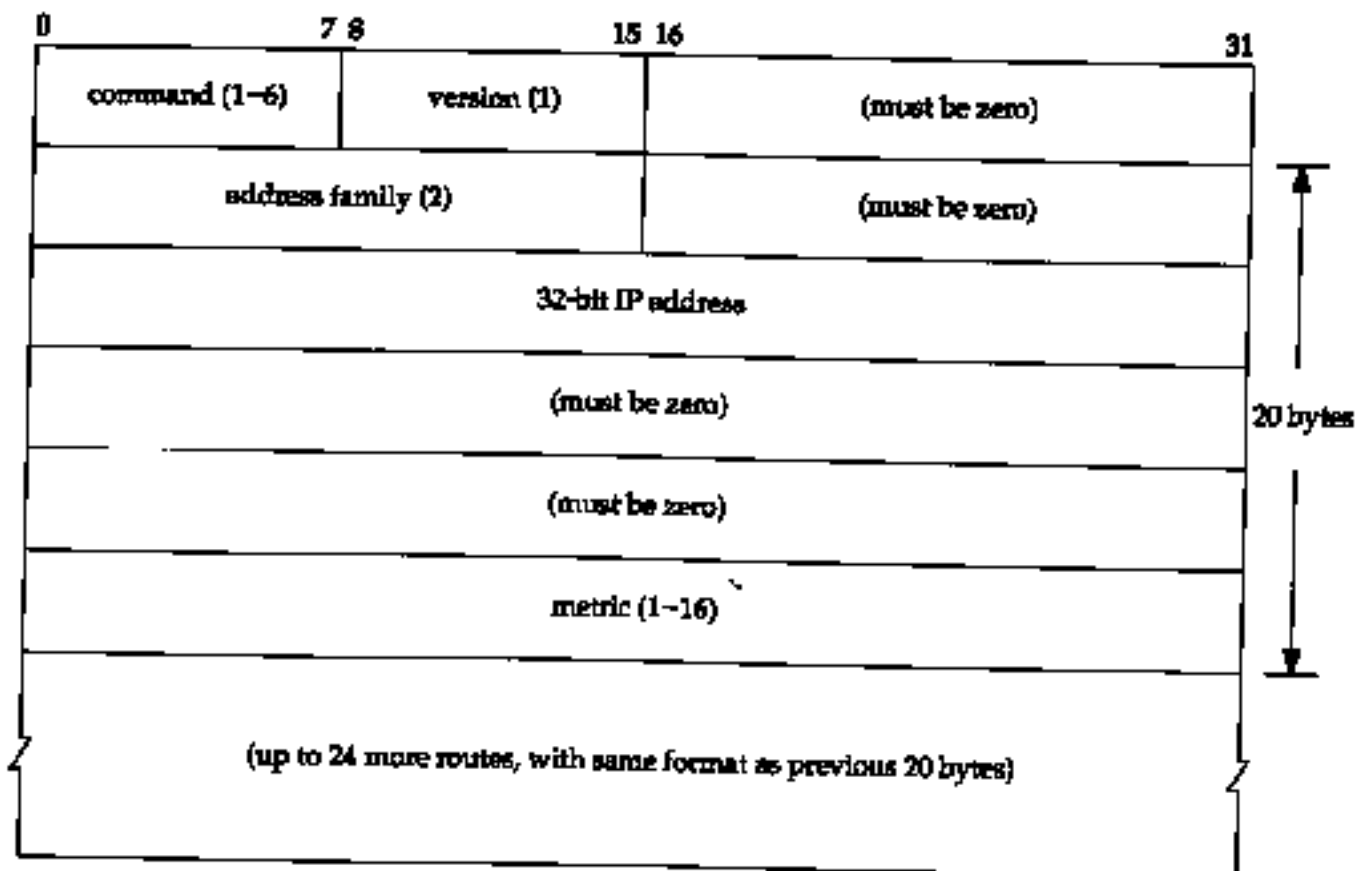 0 7 8 15 16 31
command (1-6) version (1) (must be zero)
address family (2) (must be zero)
32-bit IP address
(must be zero)
20 bytes
(must be zero)
metric (1-16)
(up to 24 more routes, with same format as previous 20 bytes)